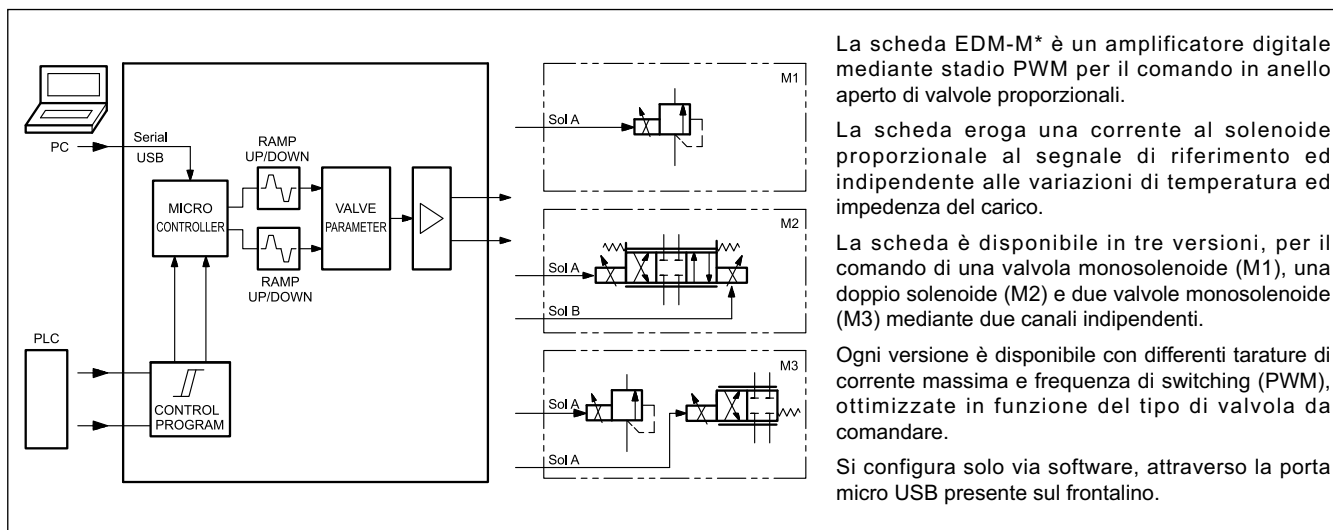 PC
Serial
USB
RAMP
UP/DOWN
MICRO
CONTROLLER
VALVE
PARAMETER
RAMP
UP/DOWN
PLC
CONTROL
PROGRAM
M1
Sol A
M2
Sol A
Sol B
M3
Sol A
Sol A
La scheda EDM-M* è un amplificatore digitale
mediante stadio PWM per il comando in anello
aperto di valvole proporzionali.
La scheda eroga una corrente al solenoide
proporzionale al segnale di riferimento ed
indipendente alle variazioni di temperatura ed
impedenza del carico.
La scheda è disponibile in tre versioni, per il
comando di una valvola monosolenoide (M1), una
doppio solenoide (M2) e due valvole monosolenoide
(M3) mediante due canali indipendenti.
Ogni versione è disponibile con differenti tarature di
corrente massima e frequenza di switching (PWM),
ottimizzate in funzione del tipo di valvola da
comandare.
Si configura solo via software, attraverso la porta
micro USB presente sul frontalino.